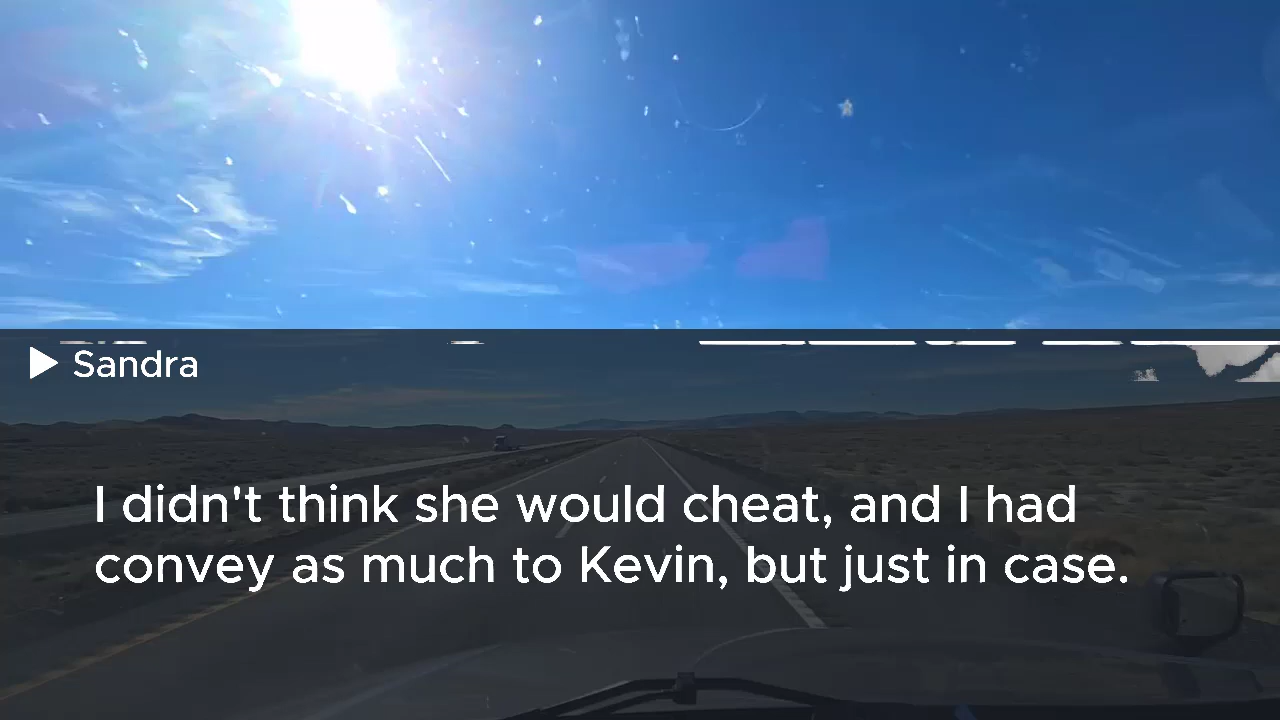 Sandra
I didn't think she would cheat, and I had
convey as much to Kevin, but just in case.